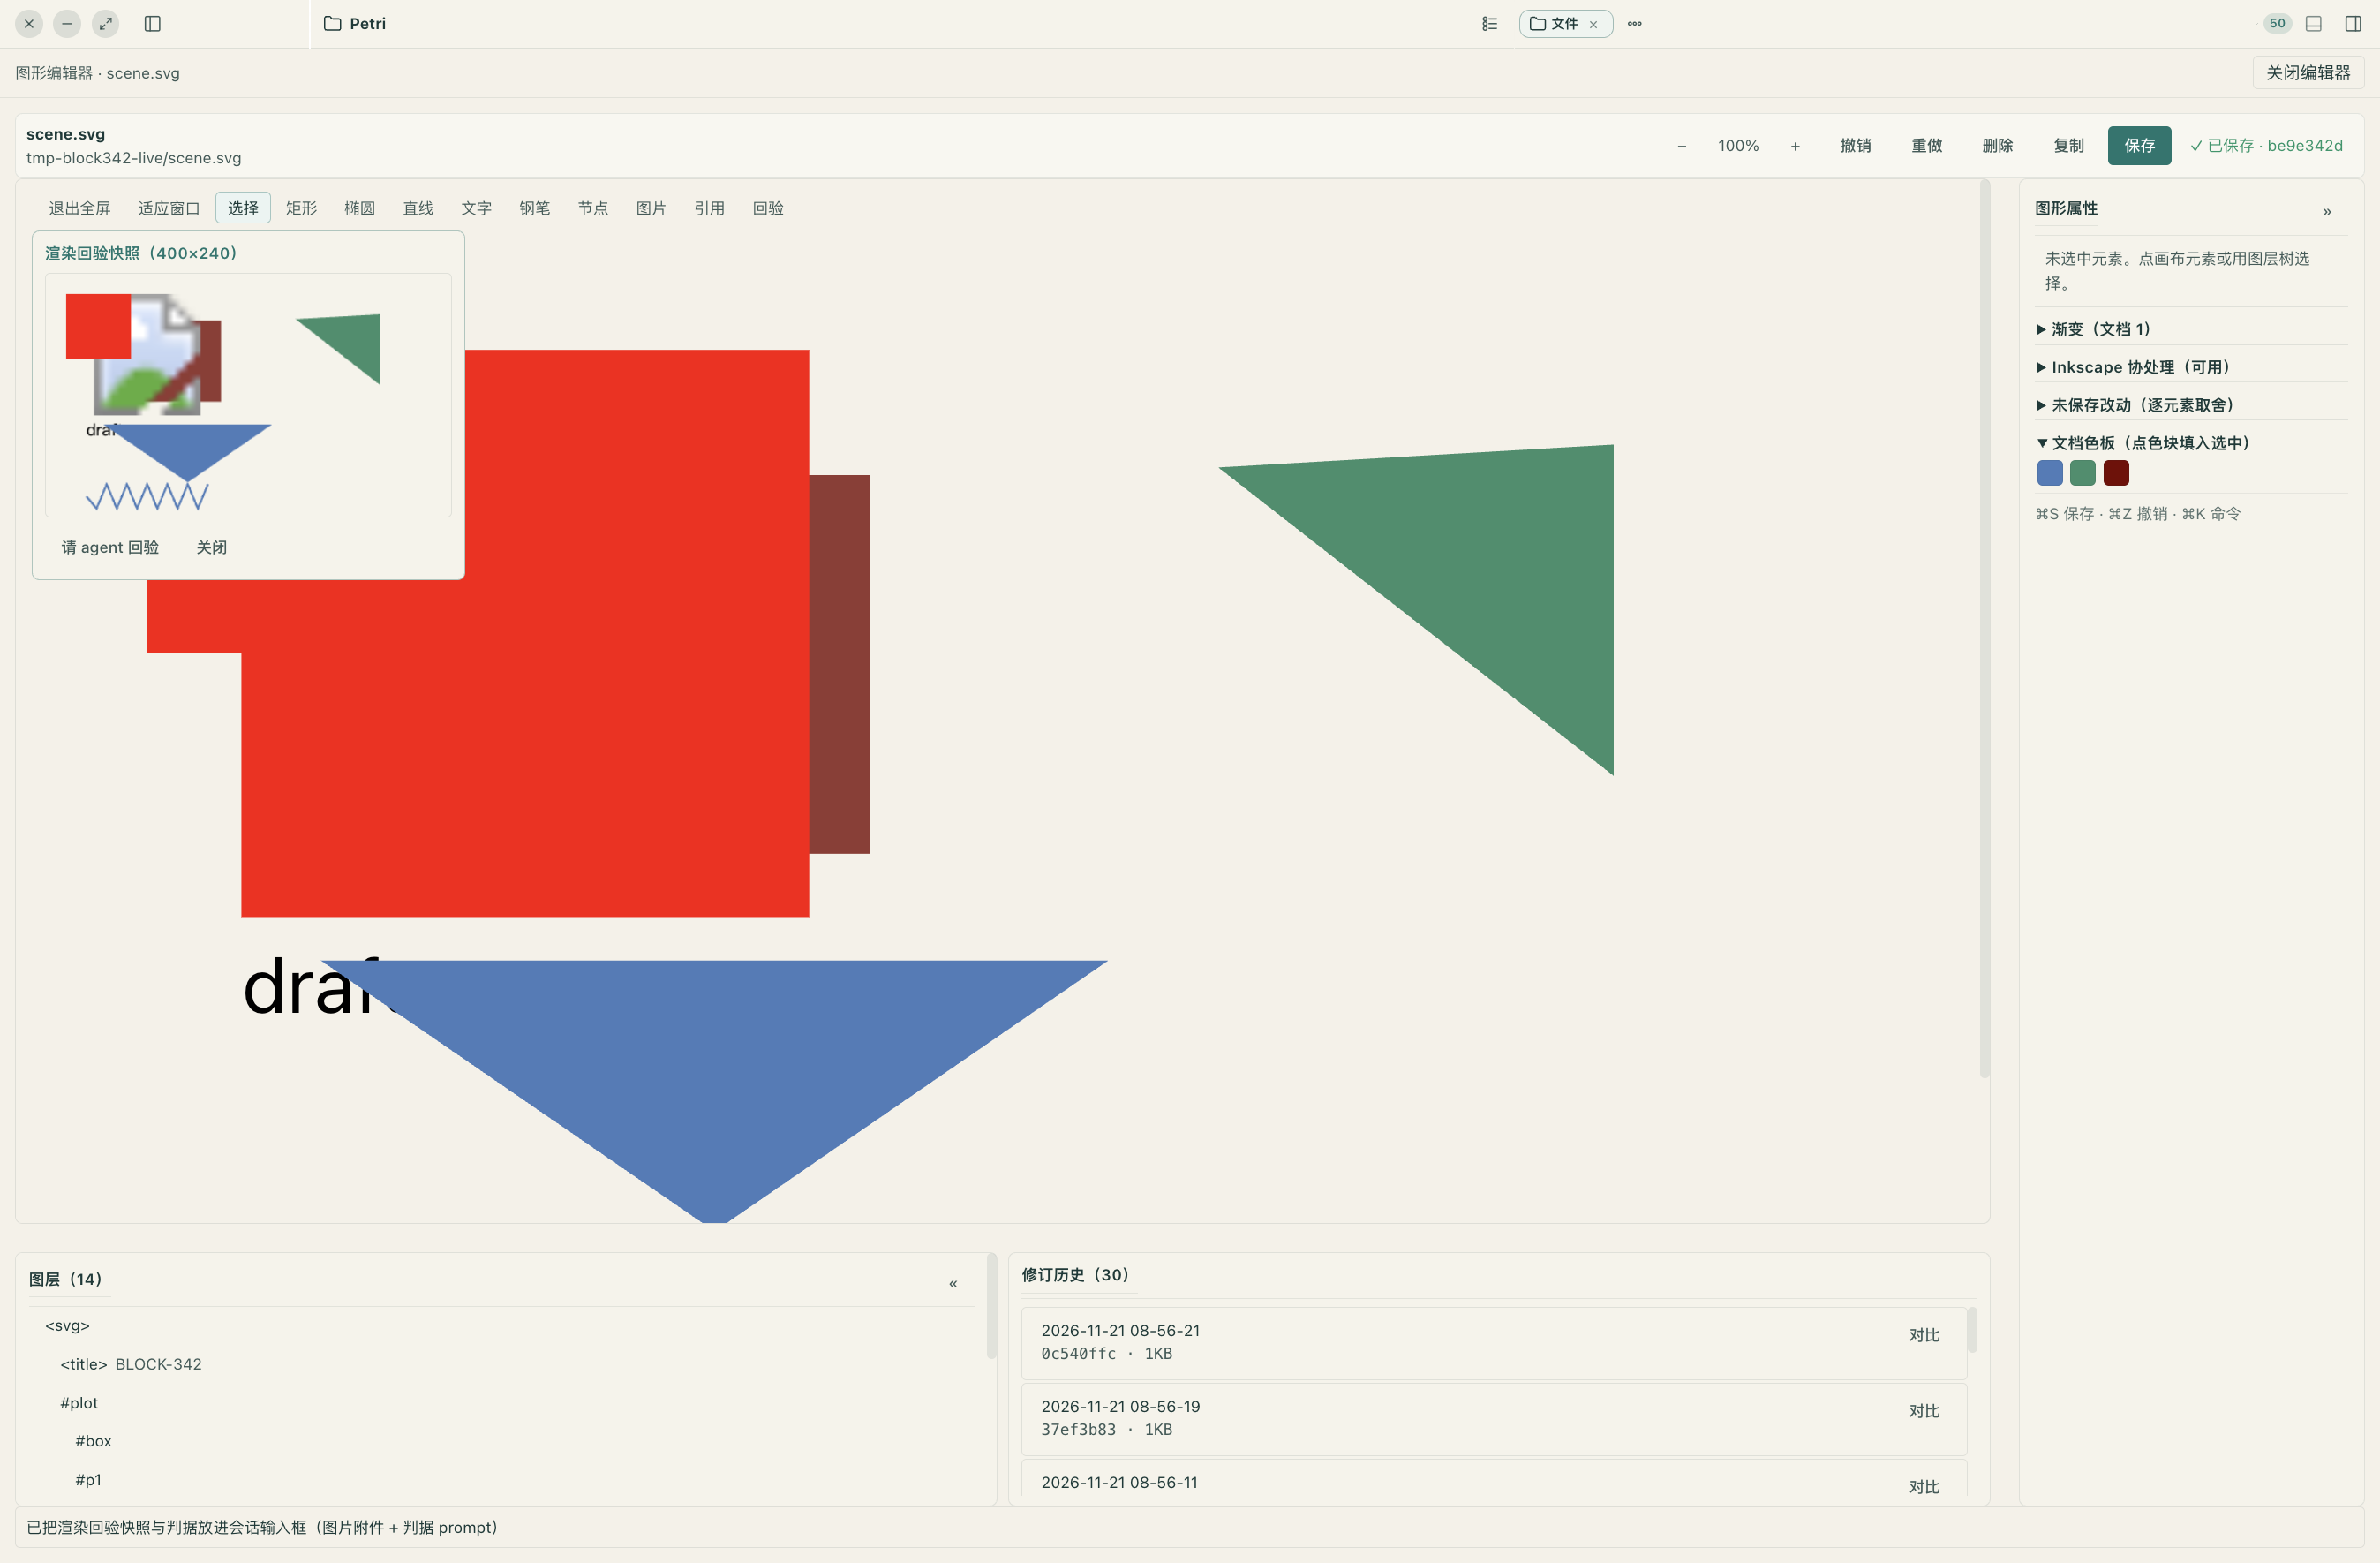 Petri
文件
50
图形编辑器 · scene.svg
关闭编辑器
scene.svg
tmp-block342-live/scene.svg
− 100% + 撤销 重做 删除 复制 保存 ✓ 已保存 · be9e342d
退出全屏 适应窗口 选择 矩形 椭圆 直线 文字 钢笔 节点 图片 引用 回验
渲染回验快照（400×240）
请 agent 回验 关闭
图形属性 »
未选中元素。点画布元素或用图层树选
择。
▶ 渐变（文档 1）
▶ Inkscape 协处理（可用）
▶ 未保存改动（逐元素取舍）
▼ 文档色板（点色块填入选中）
⌘S 保存 · ⌘Z 撤销 · ⌘K 命令
图层（14） «
<svg>
<title> BLOCK-342
#plot
#box
#p1
修订历史（30）
2026-11-21 08-56-21
0c540ffc · 1KB
对比
2026-11-21 08-56-19
37ef3b83 · 1KB
对比
2026-11-21 08-56-11
对比
已把渲染回验快照与判据放进会话输入框（图片附件 + 判据 prompt）